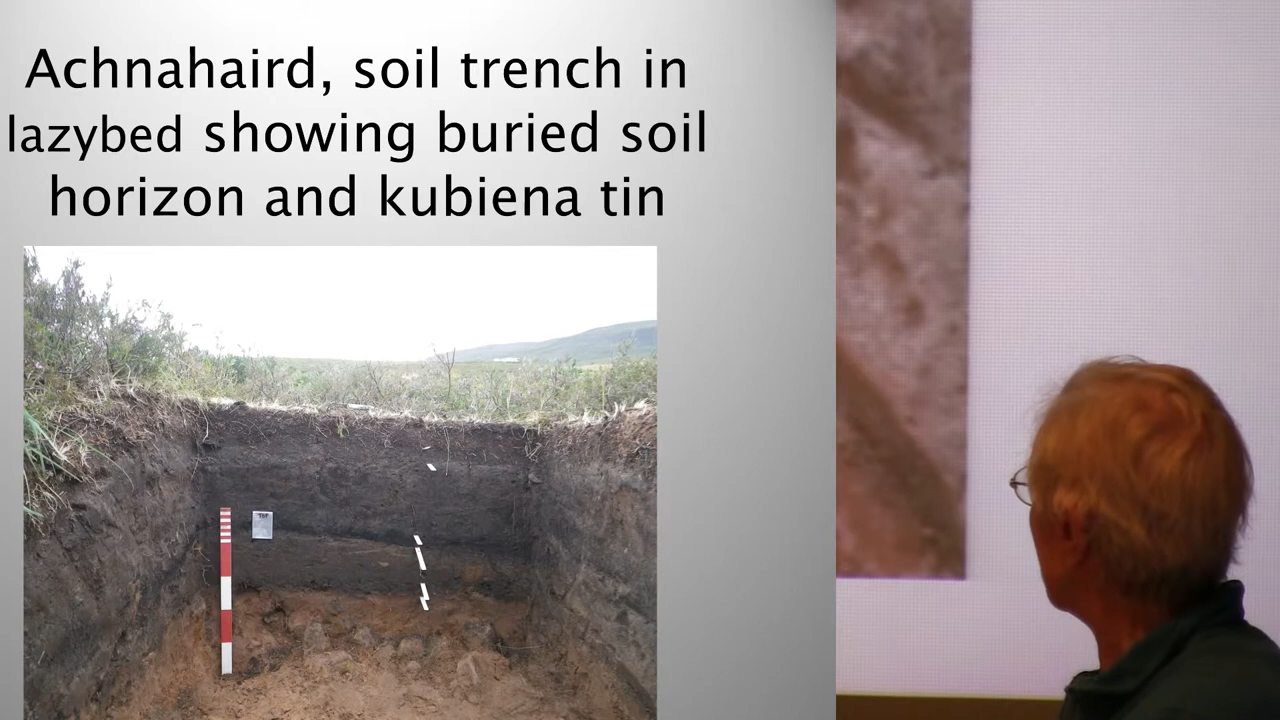 Achnahaird, soil trench in
lazybed showing buried soil
horizon and kubiena tin